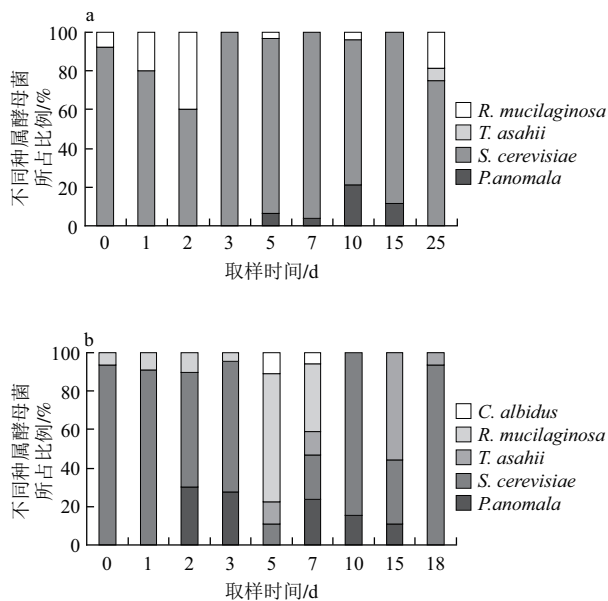 a
不同种属酵母菌
所占比例/%
100
80
60
40
20
0
0 1 2 3 5 7 10 15 25
取样时间/d
R. mucilaginosa
T. asahii
S. cerevisiae
P.anomala
b
不同种属酵母菌
所占比例/%
100
80
60
40
20
0
0 1 2 3 5 7 10 15 18
取样时间/d
C. albidus
R. mucilaginosa
T. asahii
S. cerevisiae
P.anomala